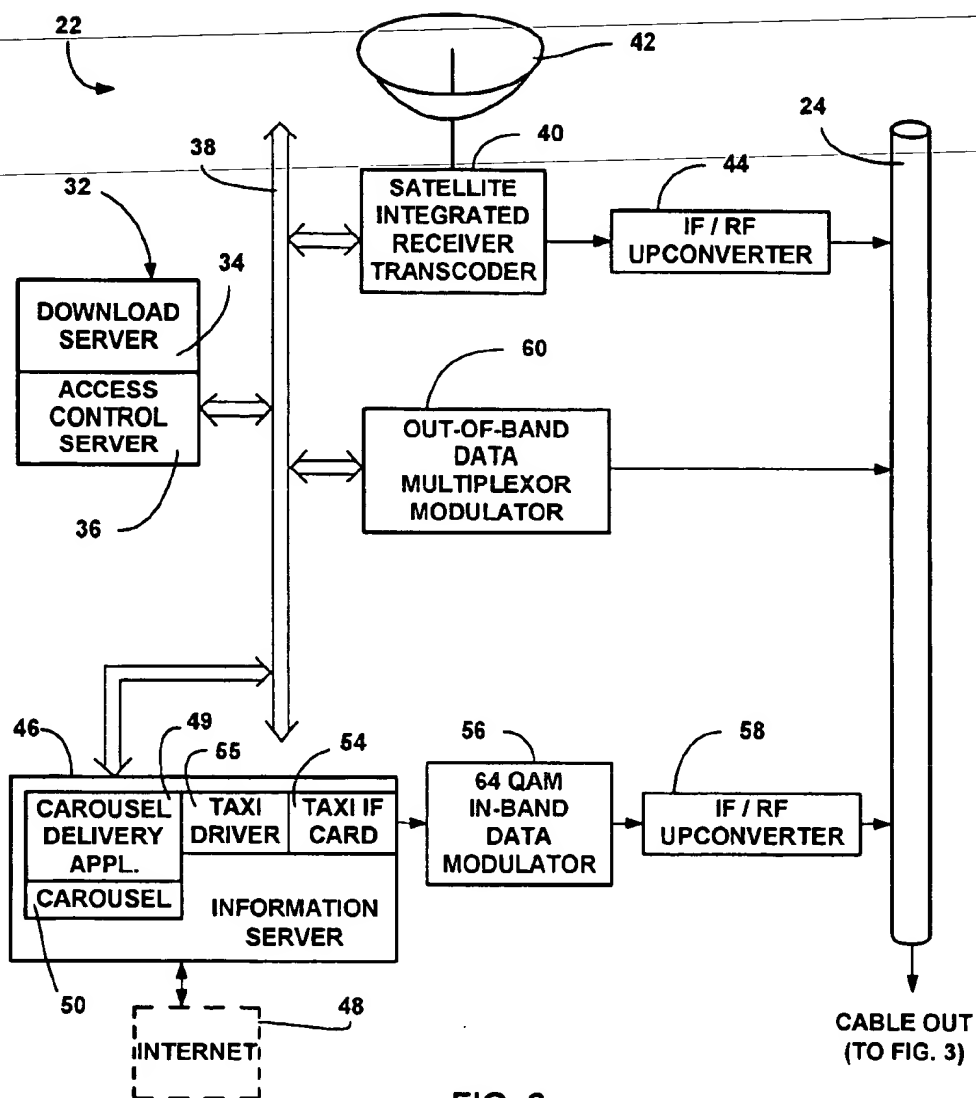 22
42
24
38
40
44
32
SATELLITE
INTEGRATED
RECEIVER
TRANSCODER
IF / RF
UPCONVERTER
34
DOWNLOAD
SERVER
60
ACCESS
CONTROL
SERVER
OUT-OF-BAND
DATA
MULTIPLEXOR
MODULATOR
36
46
49
55
54
56
58
CAROUSEL
DELIVERY
APPL.
TAXI
DRIVER
TAXI IF
CARD
64 QAM
IN-BAND
DATA
MODULATOR
IF / RF
UPCONVERTER
CAROUSEL
INFORMATION
SERVER
50
48
INTERNET
CABLE OUT
(TO FIG. 3)